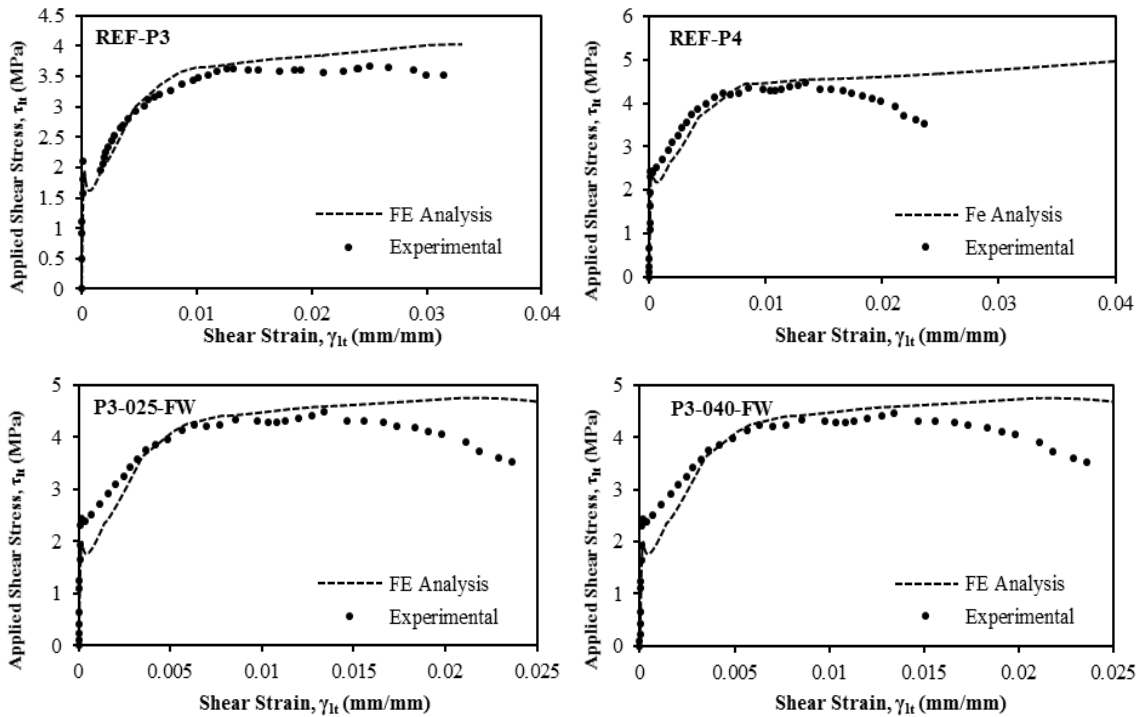 REF-P3
Applied Shear Stress, τlt (MPa)
4.5
4
3.5
3
2.5
2
1.5
1
0.5
0
FE Analysis
Experimental
0
0.01
0.02
0.03
0.04
Shear Strain, γlt (mm/mm)
REF-P4
Applied Shear Stress, τlt (MPa)
6
5
4
3
2
1
0
Fe Analysis
Experimental
0
0.01
0.02
0.03
0.04
Shear Strain, γlt (mm/mm)
P3-025-FW
Applied Shear Stress, τlt (MPa)
5
4
3
2
1
0
FE Analysis
Experimental
0
0.005
0.01
0.015
0.02
0.025
Shear Strain, γlt (mm/mm)
P3-040-FW
Applied Shear Stress, τlt (MPa)
5
4
3
2
1
0
FE Analysis
Experimental
0
0.005
0.01
0.015
0.02
0.025
Shear Strain, γlt (mm/mm)